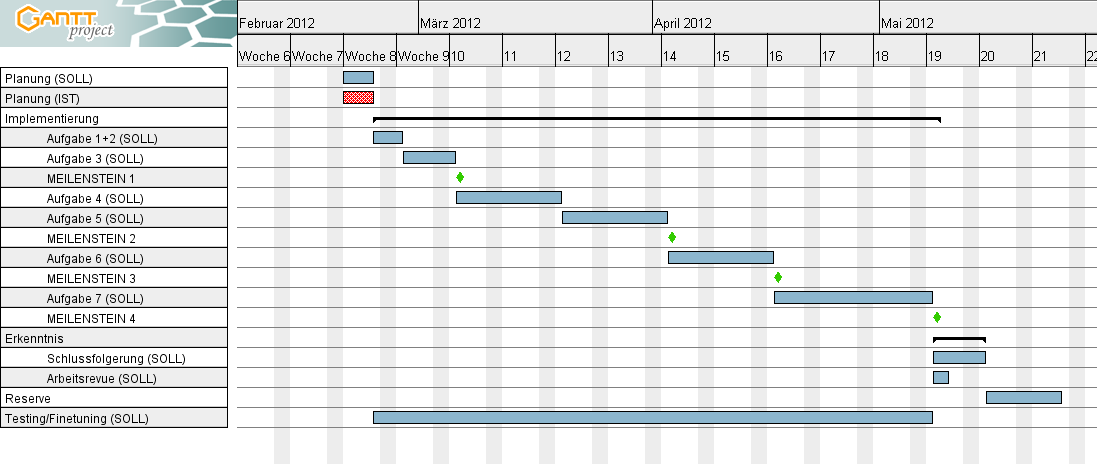 GANTT
project
Februar 2012 März 2012 April 2012 Mai 2012
Woche 6 Woche 7 Woche 8 Woche 9 10 11 12 13 14 15 16 17 18 19 20 21 22
Planung (SOLL)
Planung (IST)
Implementierung
Aufgabe 1+2 (SOLL)
Aufgabe 3 (SOLL)
MEILENSTEIN 1
Aufgabe 4 (SOLL)
Aufgabe 5 (SOLL)
MEILENSTEIN 2
Aufgabe 6 (SOLL)
MEILENSTEIN 3
Aufgabe 7 (SOLL)
MEILENSTEIN 4
Erkenntnis
Schlussfolgerung (SOLL)
Arbeitsrevue (SOLL)
Reserve
Testing/Finetuning (SOLL)